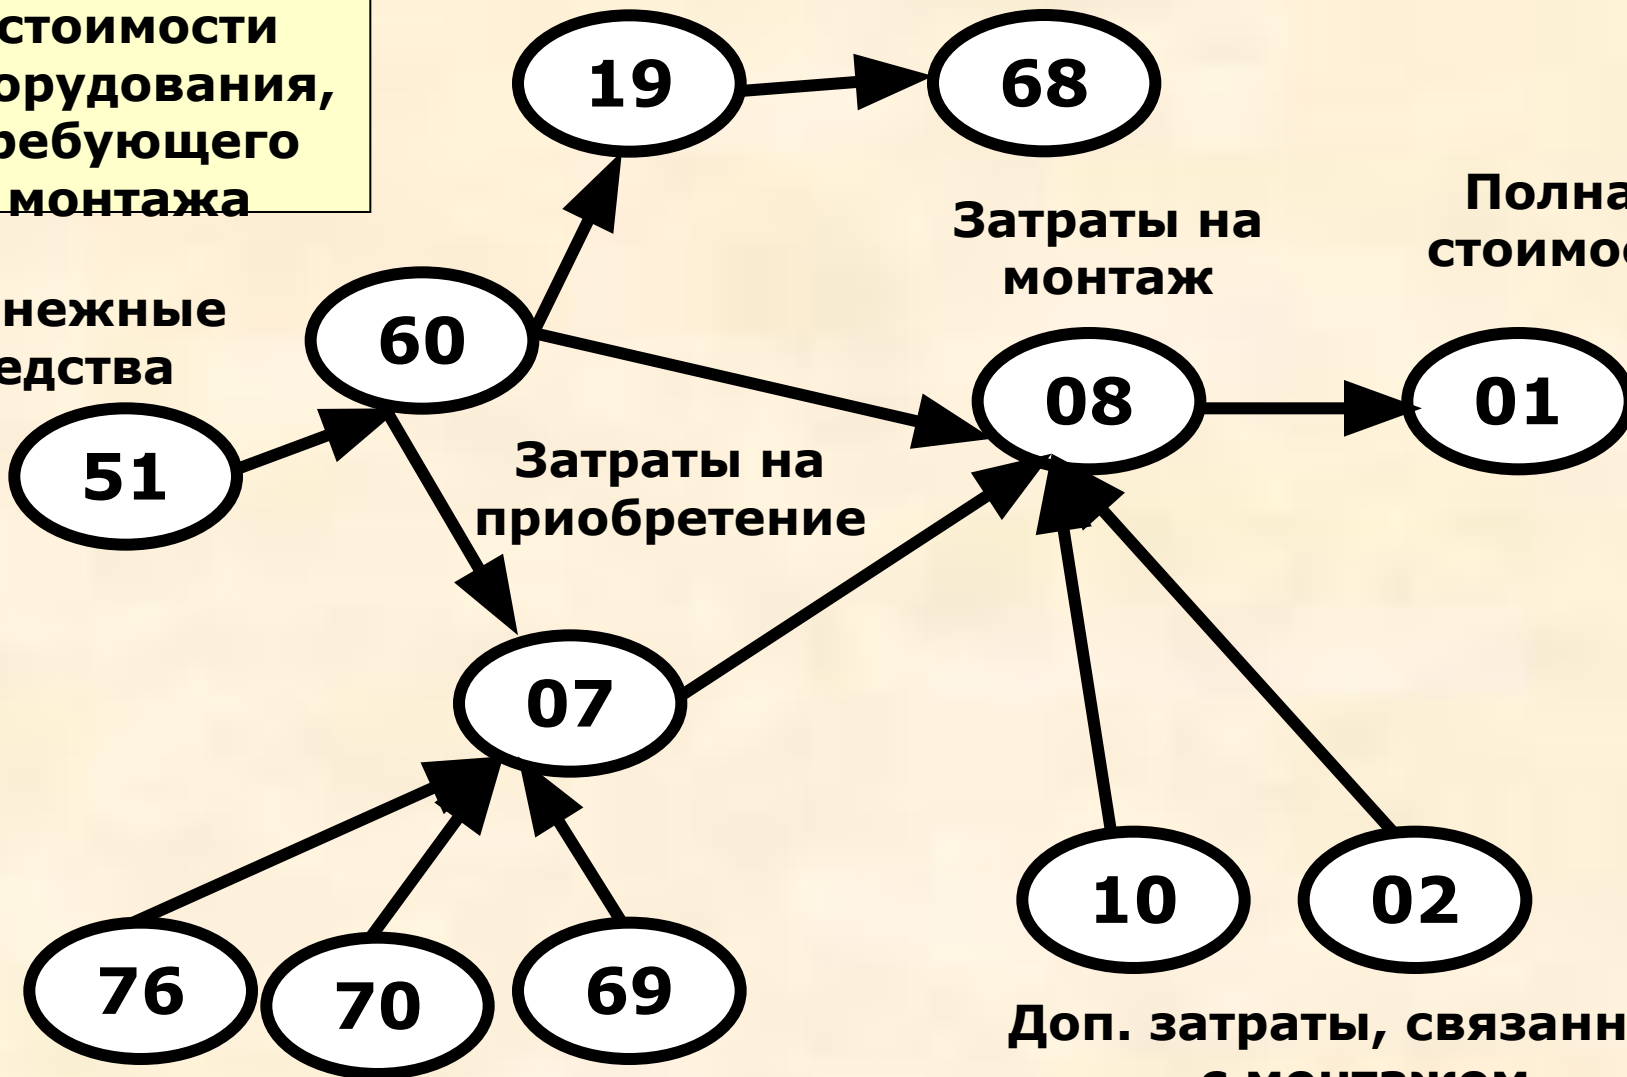 стоимости
орудования,
ребующего
монтажа
19
68
Затраты на
монтаж
Полна
стоимос
нежные
едства
60
08
01
51
Затраты на
приобретение
07
10
02
76
70
69
Доп. затраты, связанн
с монтажом